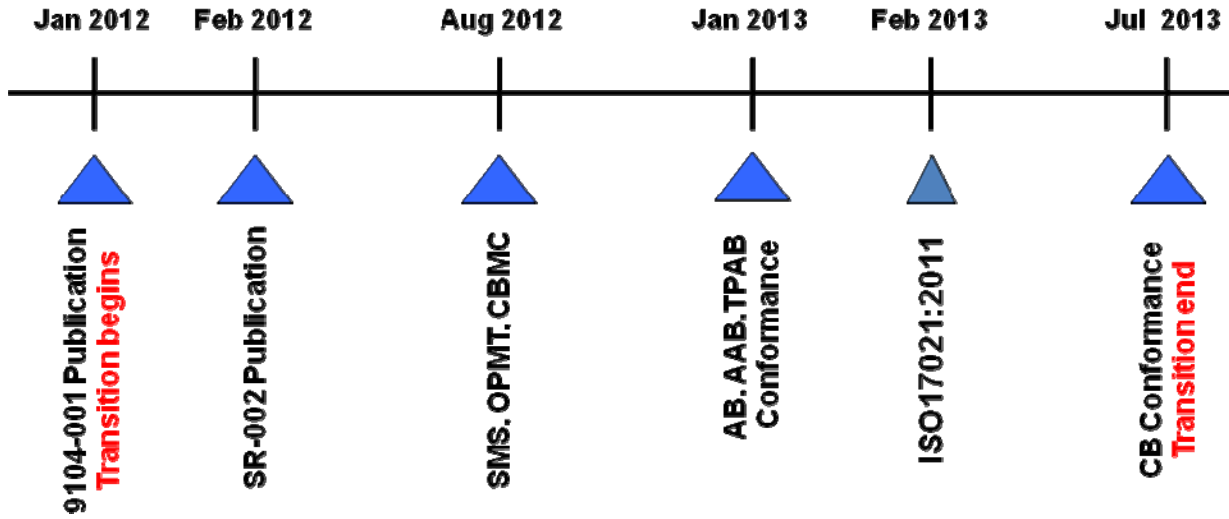 Jan 2012
Feb 2012
Aug 2012
Jan 2013
Feb 2013
Jul 2013
9104-001 Publication
Transition begins
SR-002 Publication
SMS. OPMT. CBMC
AB. AAB.TPAB
Conformance
ISO17021:2011
CB Conformance
Transition end